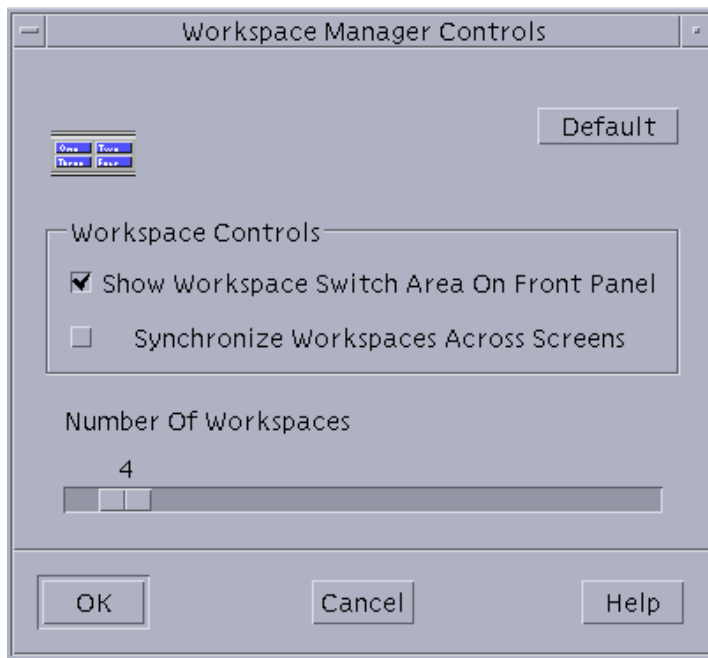 Workspace Manager Controls
Default
One Two
Three Four
Workspace Controls
Show Workspace Switch Area On Front Panel
Synchronize Workspaces Across Screens
Number Of Workspaces
4
OK Cancel Help